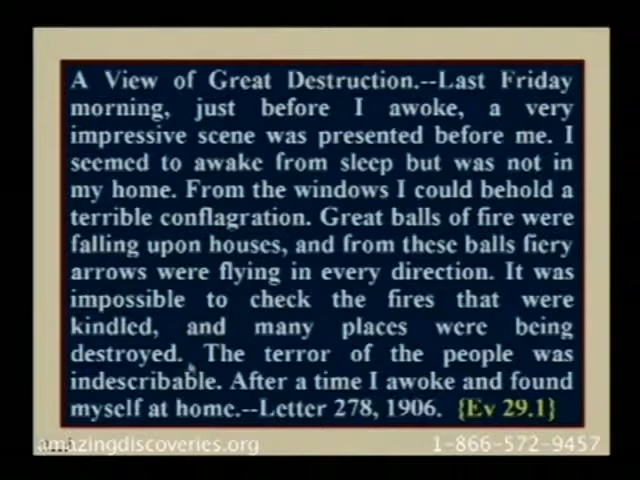 A View of Great Destruction.--Last Friday
morning, just before I awoke, a very
impressive scene was presented before me. I
seemed to awake from sleep but was not in
my home. From the windows I could behold a
terrible conflagration. Great balls of fire were
falling upon houses, and from these balls fiery
arrows were flying in every direction. It was
impossible to check the fires that were
kindled, and many places were being
destroyed. The terror of the people was
indescribable. After a time I awoke and found
myself at home.--Letter 278, 1906. {Ev 29.1}
amazingdiscoveries.org 1-866-572-9457